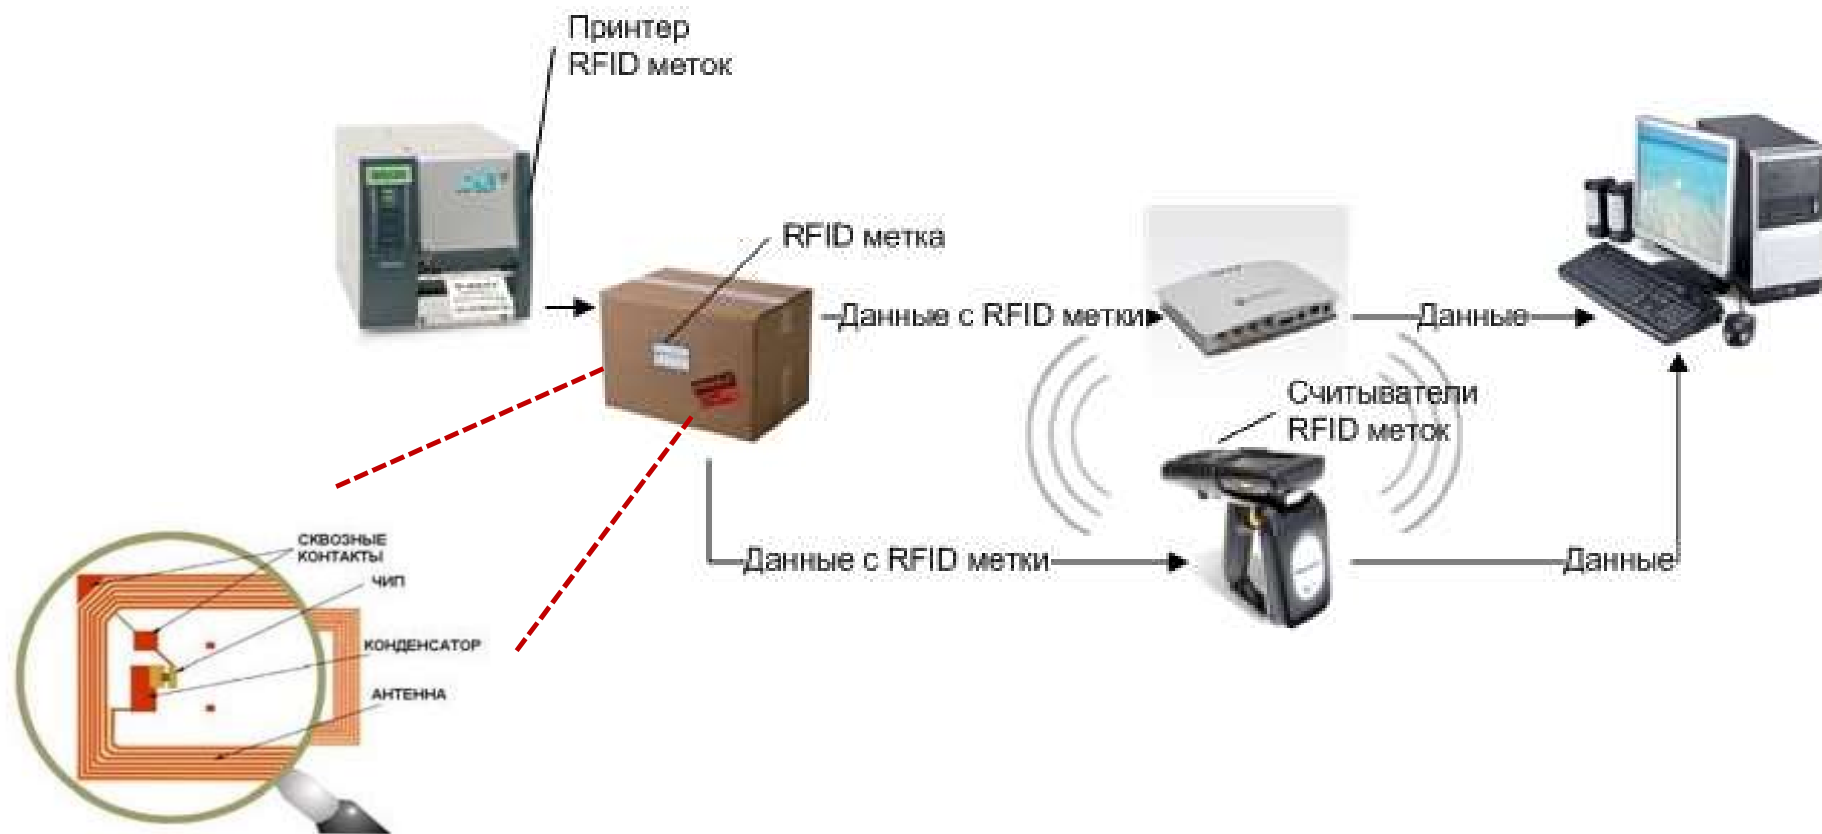 Принтер
RFID меток
RFID метка
Данные с RFID метки
Данные
Считыватели
RFID меток
Данные с RFID метки
Данные
СКВОЗНЫЕ
КОНТАКТЫ
ЧИП
КОНДЕНСАТОР
АНТЕННА